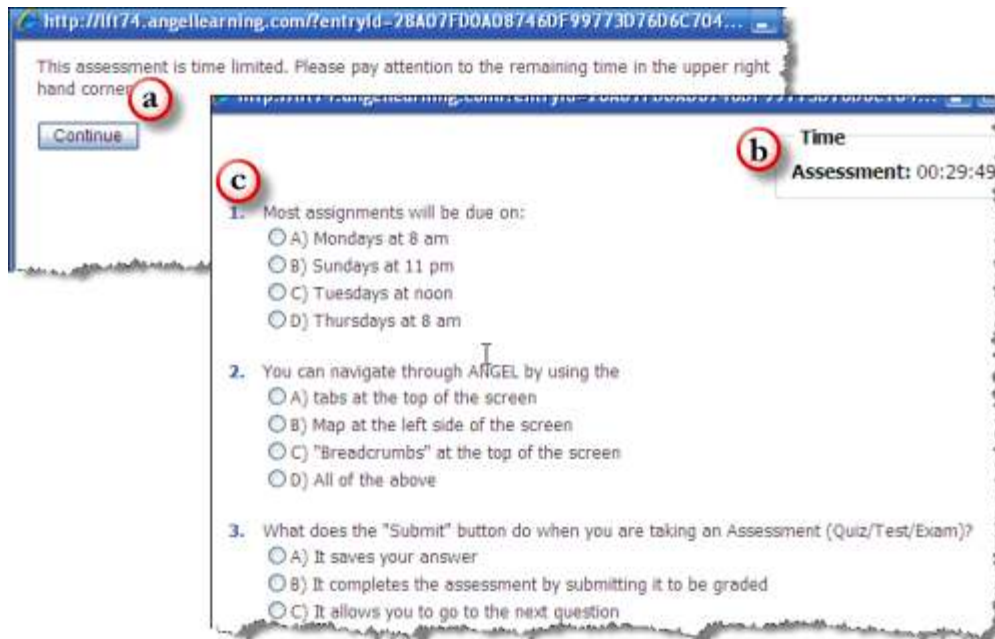 http://lft74.angellearning.com/?entryId=28A07FD0A08746DF99773D76D6C704...
This assessment is time limited. Please pay attention to the remaining time in the upper right
hand corner
a
Continue
b
Time
Assessment: 00:29:49
c
1. Most assignments will be due on:
A) Mondays at 8 am
B) Sundays at 11 pm
C) Tuesdays at noon
D) Thursdays at 8 am
2. You can navigate through ANGEL by using the
A) tabs at the top of the screen
B) Map at the left side of the screen
C) "Breadcrumbs" at the top of the screen
D) All of the above
3. What does the "Submit" button do when you are taking an Assessment (Quiz/Test/Exam)?
A) It saves your answer
B) It completes the assessment by submitting it to be graded
C) It allows you to go to the next question